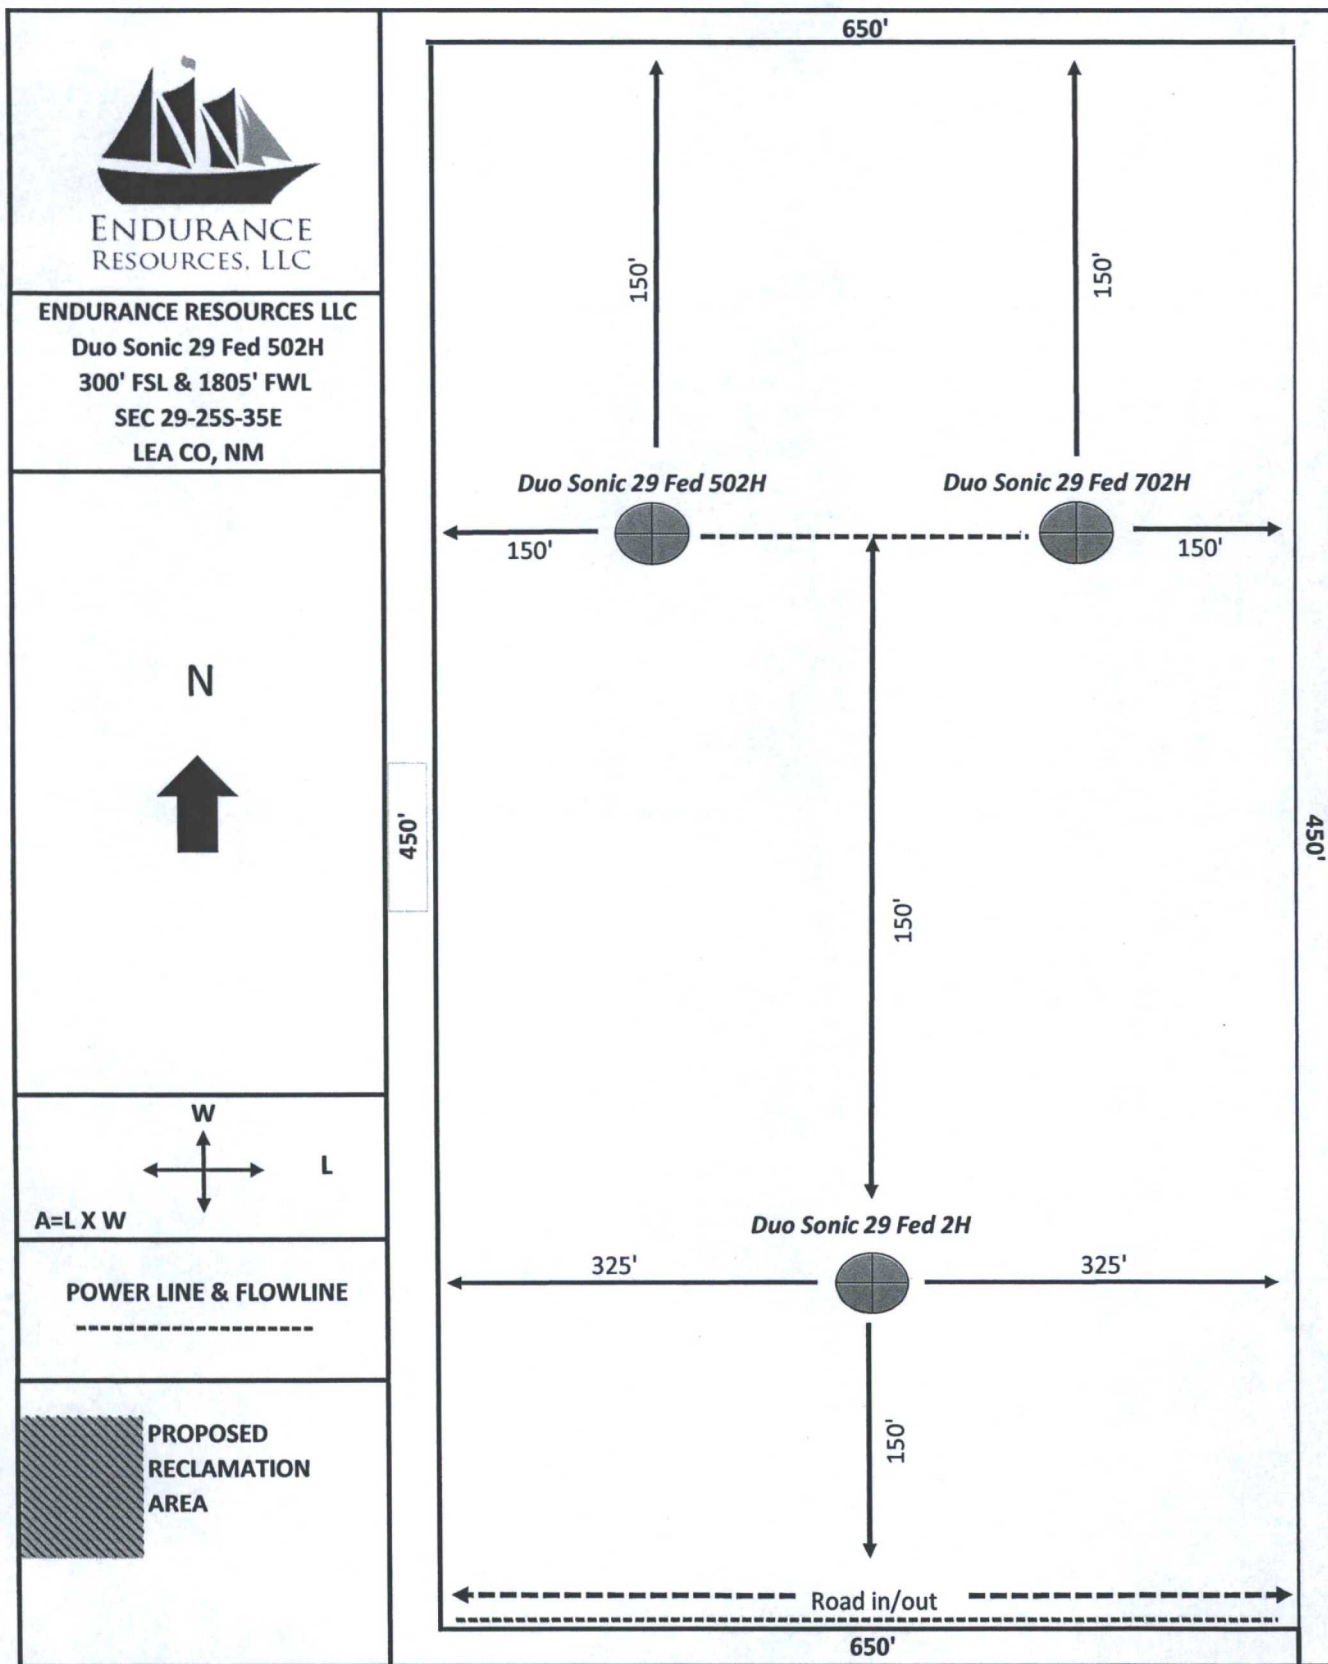 ENDURANCE
RESOURCES, LLC
ENDURANCE RESOURCES LLC
Duo Sonic 29 Fed 502H
300' FSL & 1805' FWL
SEC 29-25S-35E
LEA CO, NM
N
W
L
A=L X W
POWER LINE & FLOWLINE
PROPOSED
RECLAMATION
AREA
650'
150'
150'
Duo Sonic 29 Fed 502H
Duo Sonic 29 Fed 702H
150'
150'
450'
450'
150'
Duo Sonic 29 Fed 2H
325'
325'
150'
Road in/out
650'